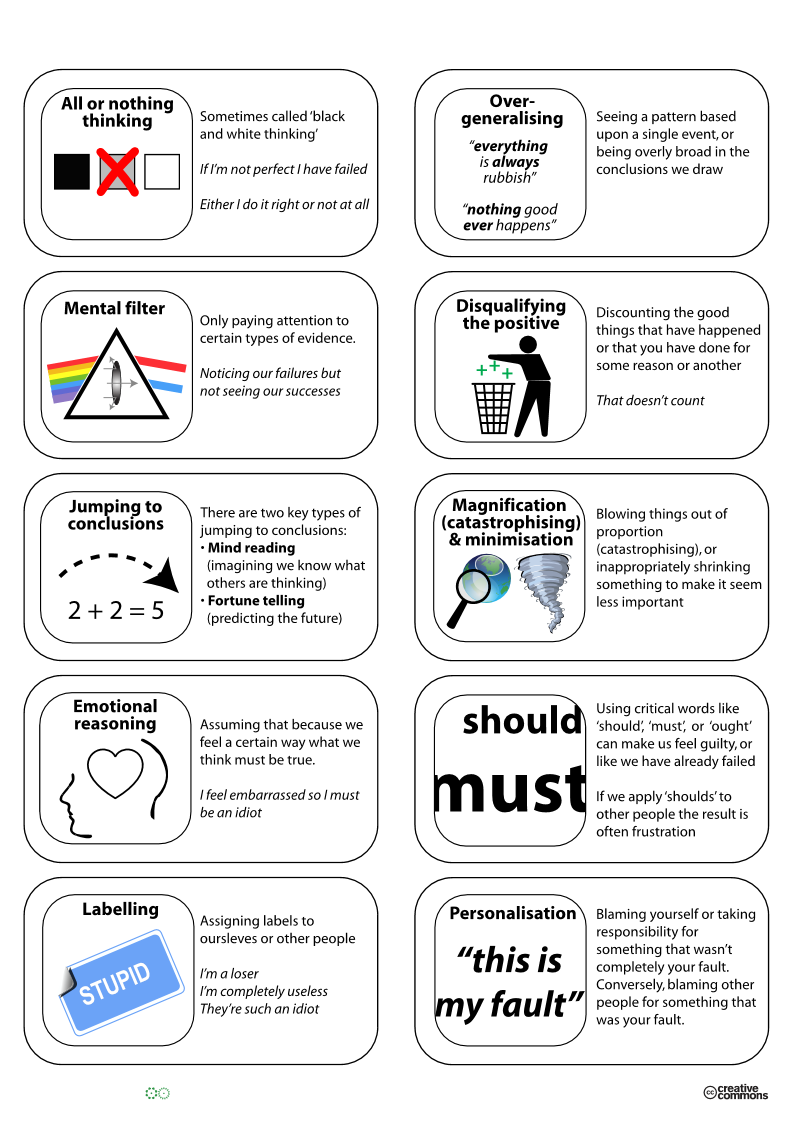 All or nothing
thinking
Sometimes called ‘black
and white thinking’
If I’m not perfect I have failed
Either I do it right or not at all
Over-
generalising
“everything
is always
rubbish”
“nothing good
ever happens”
Seeing a pattern based
upon a single event, or
being overly broad in the
conclusions we draw
Mental filter
Only paying attention to
certain types of evidence.
Noticing our failures but
not seeing our successes
Disqualifying
the positive
Discounting the good
things that have happened
or that you have done for
some reason or another
That doesn’t count
Jumping to
conclusions
2 + 2 = 5
There are two key types of
jumping to conclusions:
• Mind reading
(imagining we know what
others are thinking)
• Fortune telling
(predicting the future)
Magnification
(catastrophising)
& minimisation
Blowing things out of
proportion
(catastrophising), or
inappropriately shrinking
something to make it seem
less important
Emotional
reasoning
Assuming that because we
feel a certain way what we
think must be true.
I feel embarrassed so I must
be an idiot
should
must
Using critical words like
‘should’, ‘must’, or ‘ought’
can make us feel guilty, or
like we have already failed
If we apply ‘shoulds’ to
other people the result is
often frustration
Labelling
STUPID
Assigning labels to
oursleves or other people
I’m a loser
I’m completely useless
They’re such an idiot
Personalisation
“this is
my fault”
Blaming yourself or taking
responsibility for
something that wasn’t
completely your fault.
Conversely, blaming other
people for something that
was your fault.
cc creative
commons